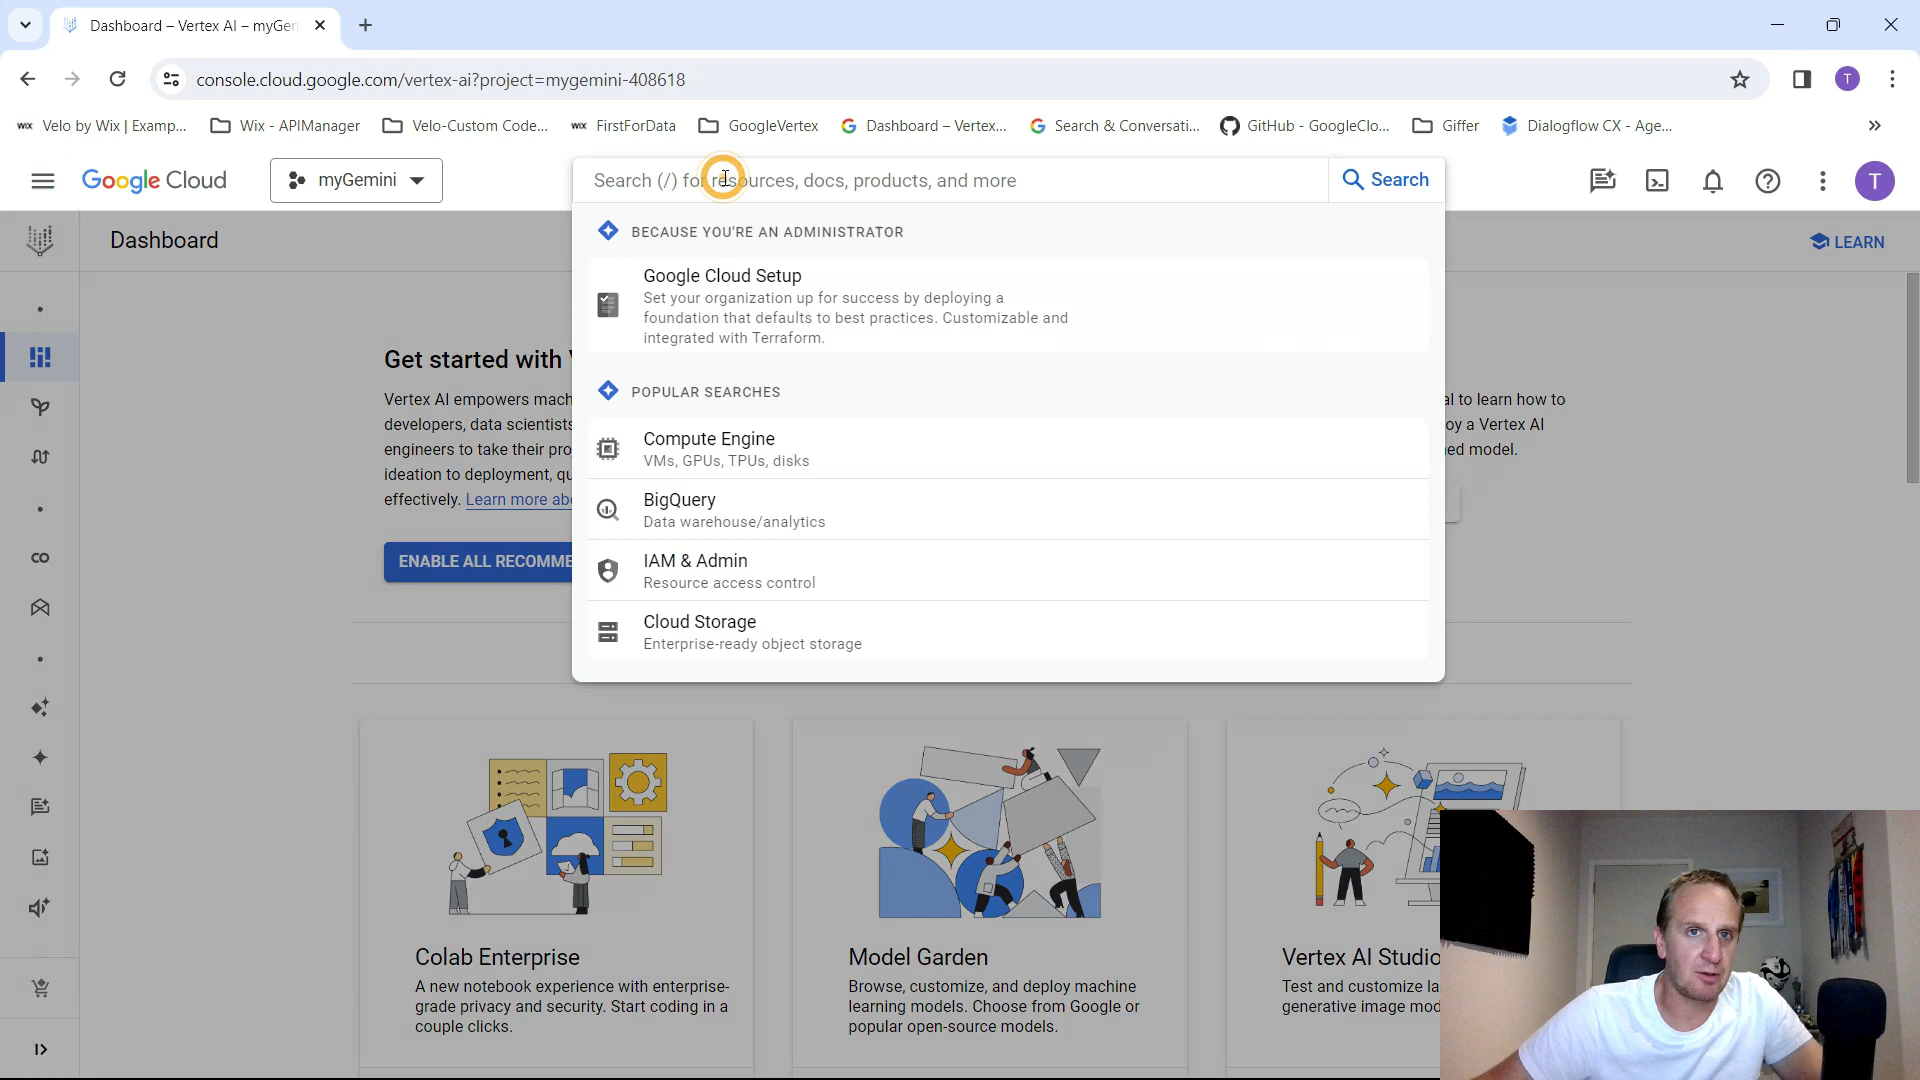 Dashboard – Vertex AI – myGen
console.cloud.google.com/vertex-ai?project=mygemini-408618
WiX Velo by Wix | Examp...
Wix - APIManager
Velo-Custom Code...
WiX FirstForData
GoogleVertex
Dashboard – Vertex...
Search & Conversati...
GitHub - GoogleClo...
Giffer
Dialogflow CX - Age...
Google Cloud
myGemini
Search (/) for resources, docs, products, and more
Search
T
T
Dashboard
LEARN
BECAUSE YOU'RE AN ADMINISTRATOR
Google Cloud Setup
Set your organization up for success by deploying a
foundation that defaults to best practices. Customizable and
integrated with Terraform.
POPULAR SEARCHES
Compute Engine
VMs, GPUs, TPUs, disks
BigQuery
Data warehouse/analytics
IAM & Admin
Resource access control
Cloud Storage
Enterprise-ready object storage
Get started with
Vertex AI empowers mach
developers, data scientists
engineers to take their pro
ideation to deployment, qu
effectively. Learn more abo
ENABLE ALL RECOMME
al to learn how to
oy a Vertex AI
ed model.
Colab Enterprise
A new notebook experience with enterprise-
grade privacy and security. Start coding in a
couple clicks.
Model Garden
Browse, customize, and deploy machine
learning models. Choose from Google or
popular open-source models.
Vertex AI Studio
Test and customize la
generative image mod